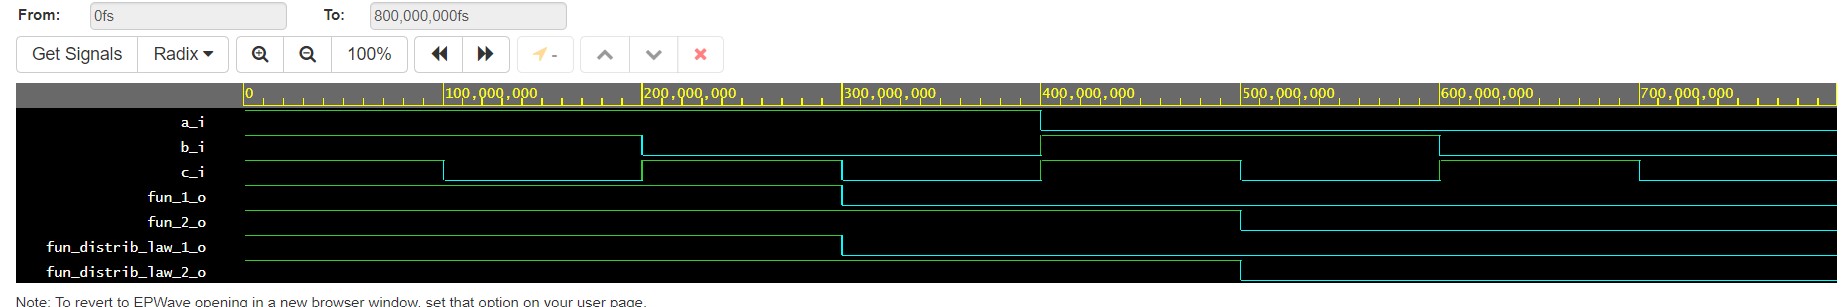 From: 0fs To: 800,000,000fs
Get Signals Radix 100% -
0 100,000,000 200,000,000 300,000,000 400,000,000 500,000,000 600,000,000 700,000,000
a_i
b_i
c_i
fun_1_o
fun_2_o
fun_distrib_law_1_o
fun_distrib_law_2_o
Note: To revert to EPWave opening in a new browser window, set that option on your user page.